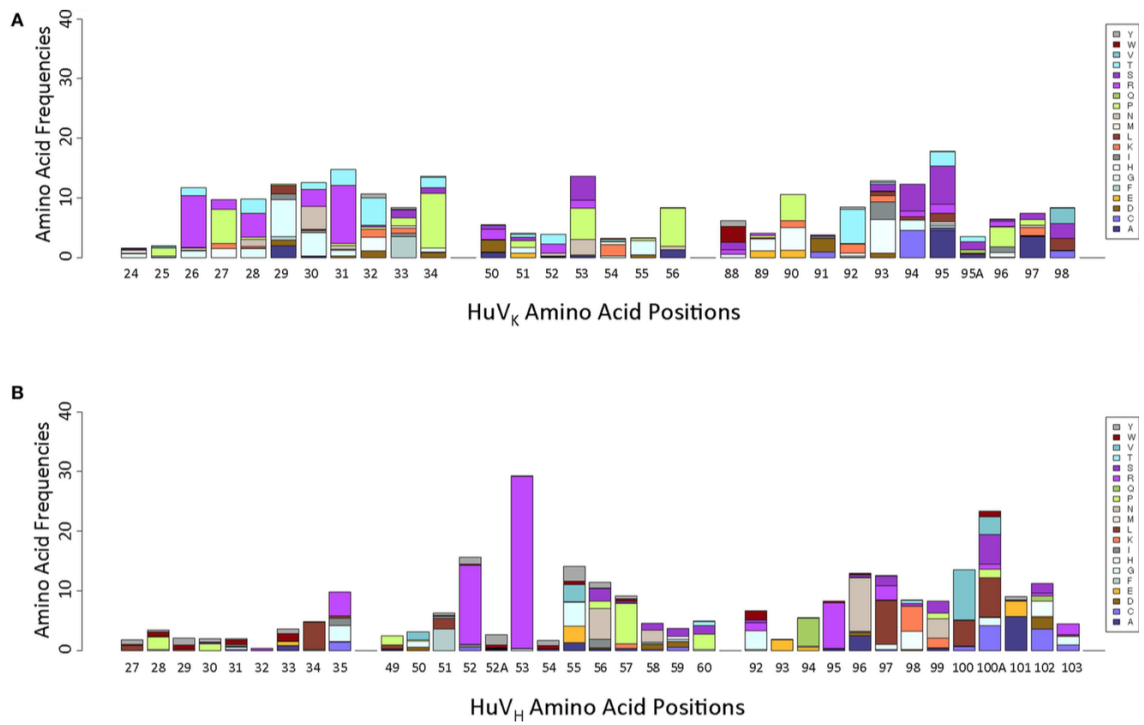 A
Amino Acid Frequencies
40
30
20
10
0
24 25 26 27 28 29 30 31 32 33 34 50 51 52 53 54 55 56 88 89 90 91 92 93 94 95 95A 96 97 98
HuVK Amino Acid Positions
Y
W
V
T
S
R
Q
P
N
M
L
K
I
H
G
F
E
D
C
A
B
Amino Acid Frequencies
40
30
20
10
0
27 28 29 30 31 32 33 34 35 49 50 51 52 52A 53 54 55 56 57 58 59 60 92 93 94 95 96 97 98 99 100 100A 101 102 103
HuVH Amino Acid Positions
Y
W
V
T
S
R
Q
P
N
M
L
K
I
H
G
F
E
D
C
A